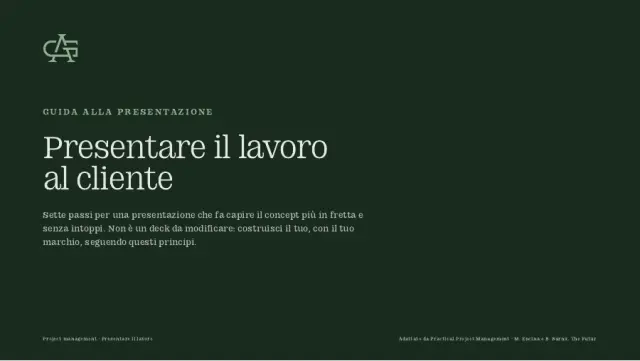 GUIDA ALLA PRESENTAZIONE
Presentare il lavoro
al cliente
Sette passi per una presentazione che fa capire il concept più in fretta e
senza intoppi. Non è un deck da modificare: costruisci il tuo, con il tuo
marchio, seguendo questi principi.
Project management · Presentare il lavoro
Adattato da Practical Project Management · M. The Futur